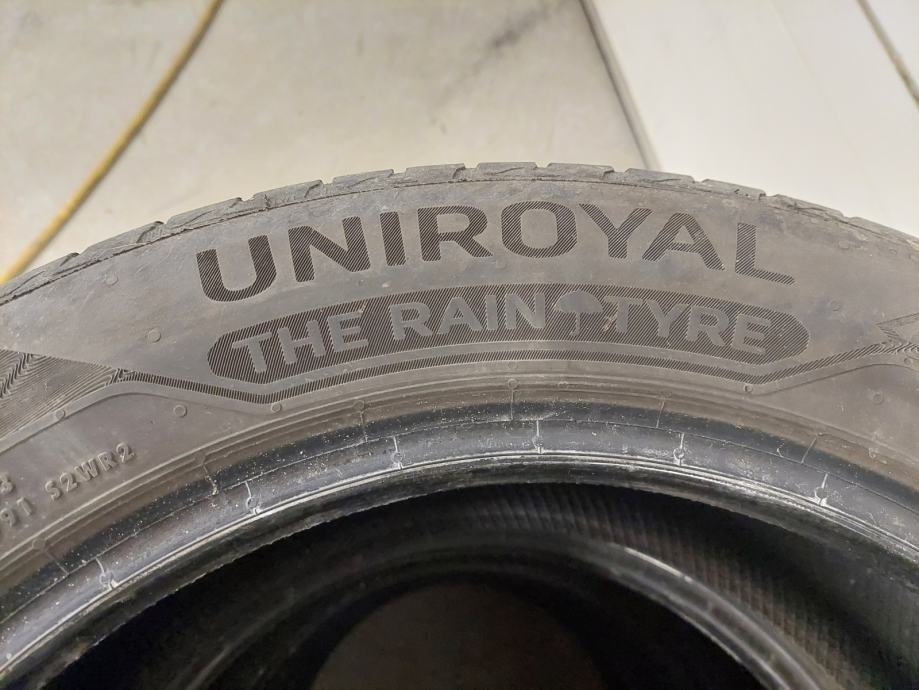 UNIROYAL
THE RAIN TYRE
91 S2WR2